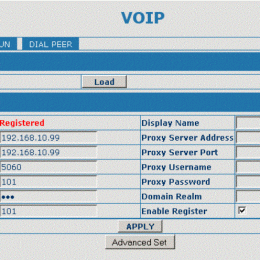 VOIP
UN DIAL PEER
Load
Registered Display Name
192.168.10.99 Proxy Server Address
192.168.10.99 Proxy Server Port
5060 Proxy Username
101 Proxy Password
●●● Domain Realm
101 Enable Register
APPLY
Advanced Set